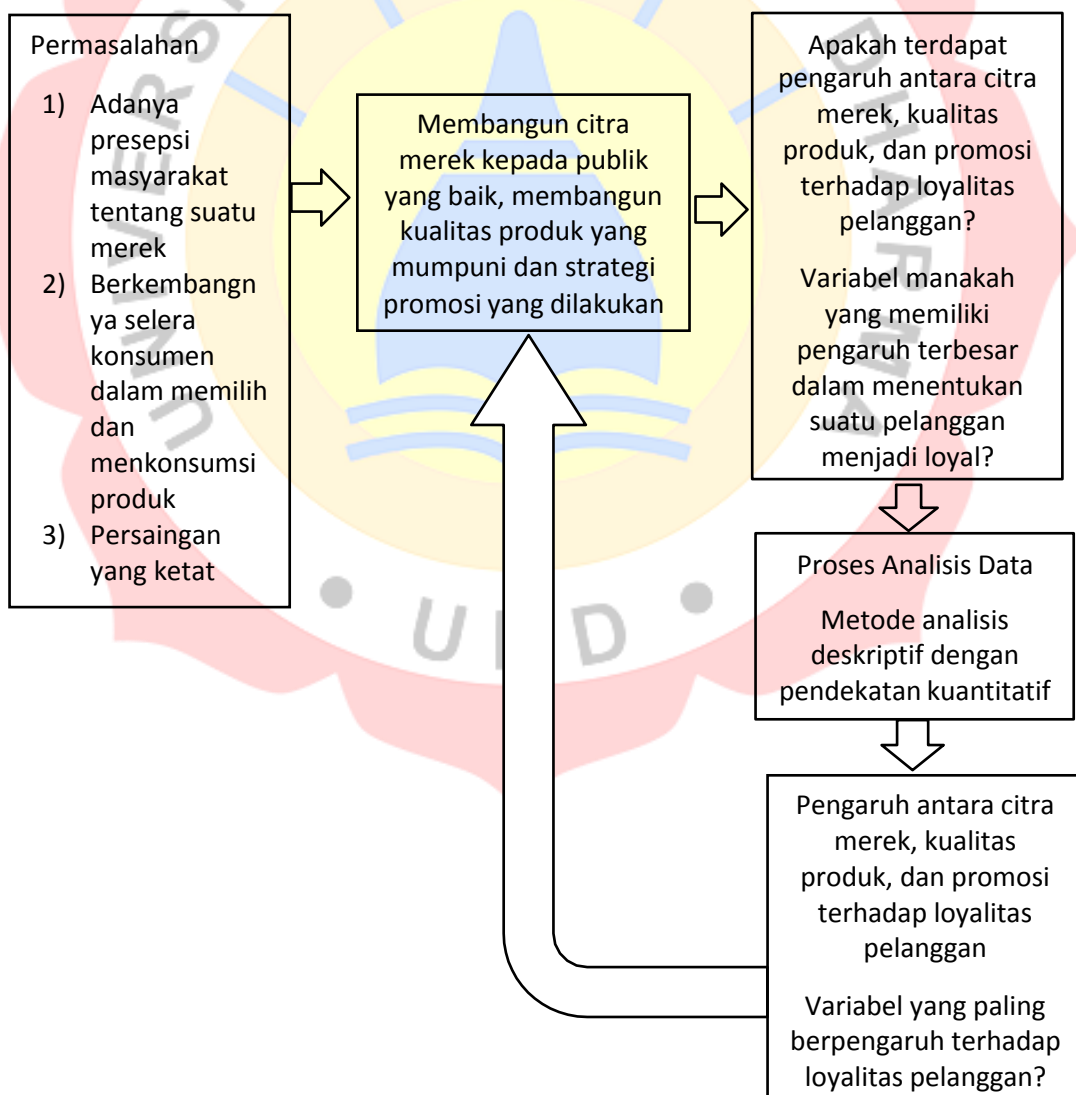 Permasalahan
1) Adanya
presepsi
masyarakat
tentang suatu
merek
2) Berkembangn
ya selera
konsumen
dalam memilih
dan
menkonsumsi
produk
3) Persaingan
yang ketat
Membangun citra
merek kepada publik
yang baik, membangun
kualitas produk yang
mumpuni dan strategi
promosi yang dilakukan
Apakah terdapat
pengaruh antara citra
merek, kualitas
produk, dan promosi
terhadap loyalitas
pelanggan?
Variabel manakah
yang memiliki
pengaruh terbesar
dalam menentukan
suatu pelanggan
menjadi loyal?
Proses Analisis Data
Metode analisis
deskriptif dengan
pendekatan kuantitatif
Pengaruh antara citra
merek, kualitas
produk, dan promosi
terhadap loyalitas
pelanggan
Variabel yang paling
berpengaruh terhadap
loyalitas pelanggan?
DHARMA